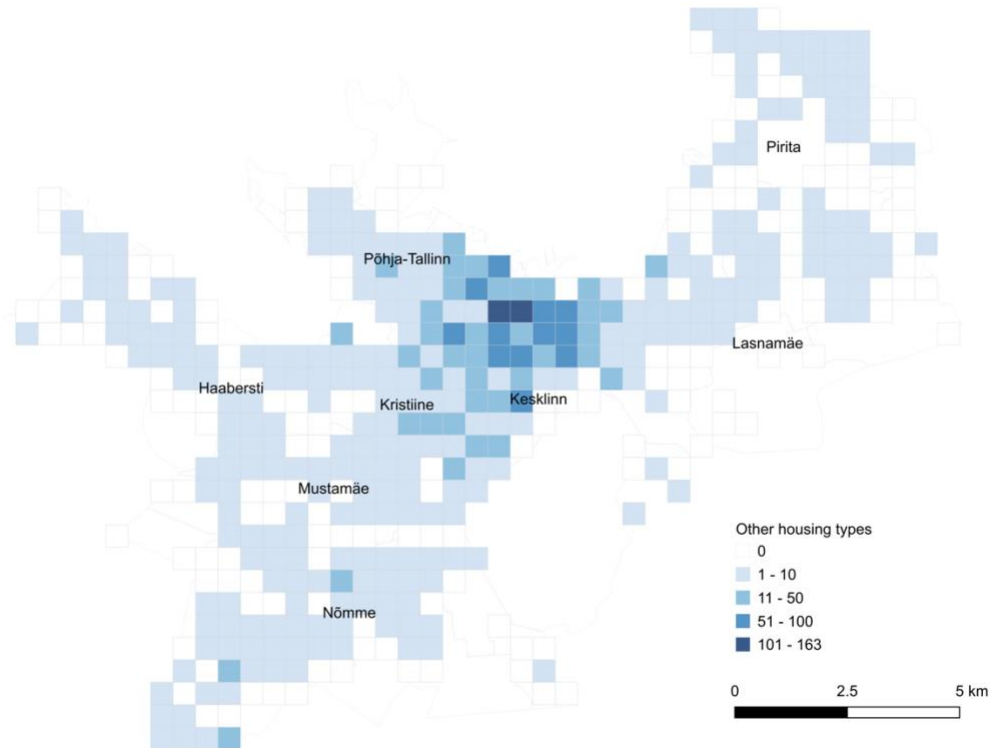 Pirita
Põhja-Tallinn
Lasnamäe
Haabersti
Kristiine
Kesklinn
Mustamäe
Nõmme
Other housing types
0
1 - 10
11 - 50
51 - 100
101 - 163
0 2.5 5 km